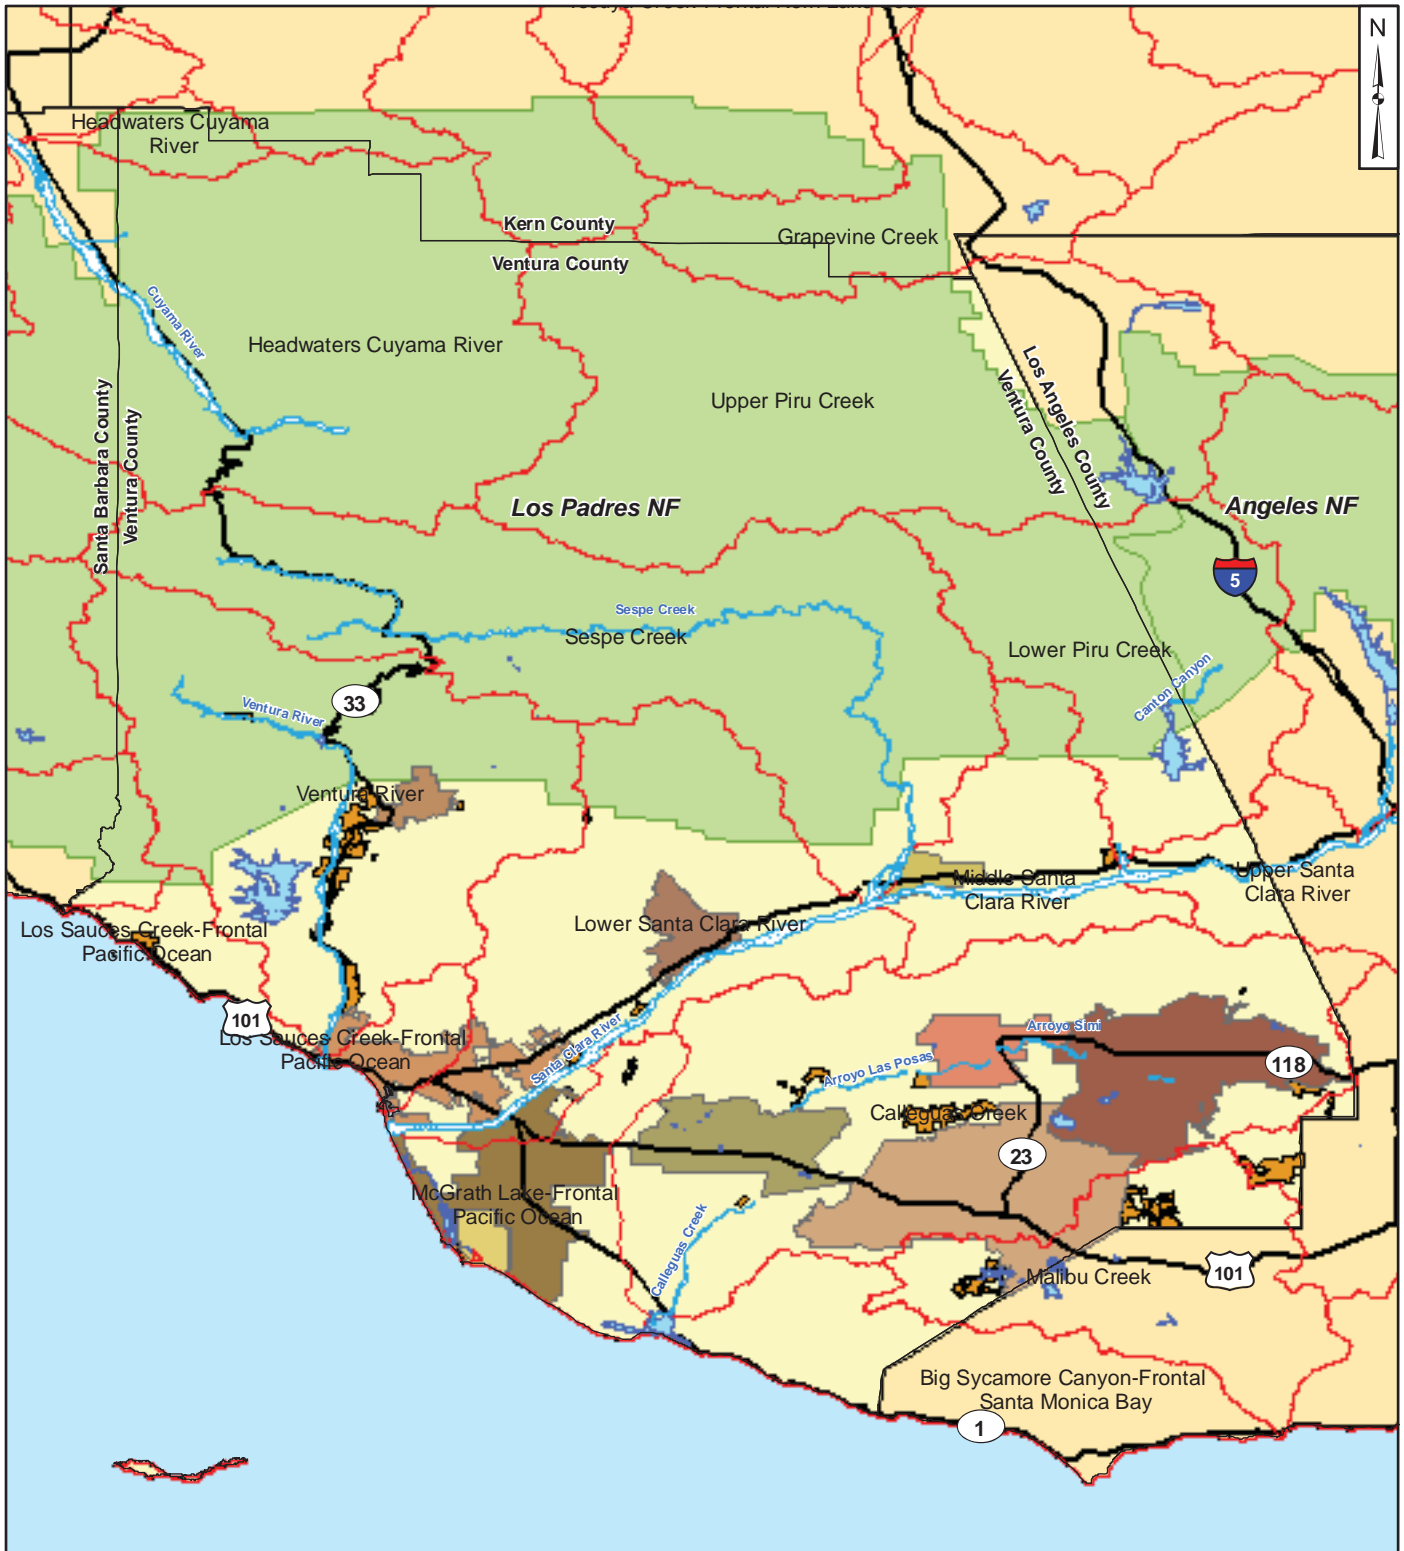 N
Headwaters Cuyama
River
Kern County
Ventura County
Grapevine Creek
Cuyama River
Headwaters Cuyama River
Upper Piru Creek
Los Angeles County
Ventura County
Santa Barbara County
Ventura County
Los Padres NF
Angeles NF
5
Sespe Creek
Sespe Creek
Lower Piru Creek
Canton Canyon
33
Ventura River
Ventura River
Middle Santa
Clara River
Upper Santa
Clara River
Lower Santa Clara River
Los Sauces Creek-Frontal
Pacific Ocean
101
Los Sauces Creek-Frontal
Pacific Ocean
Santa Clara River
Arroyo Simi
Arroyo Las Posas
118
Calleguas Creek
23
McGrath Lake-Frontal
Pacific Ocean
Calleguas Creek
Malibu Creek
101
Big Sycamore Canyon-Frontal
Santa Monica Bay
1